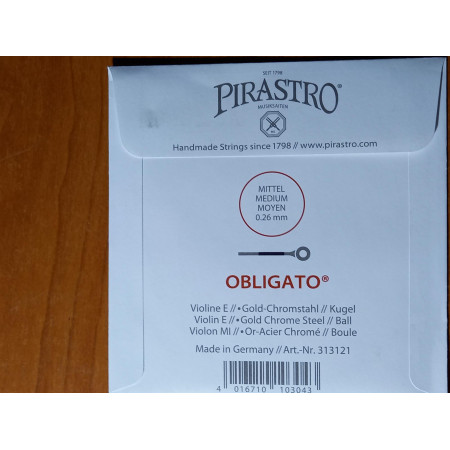 SEIT 1798
PIRASTRO®
MUSIKSAITEN
Handmade Strings since 1798 // www.pirastro.com
MITTEL
MEDIUM
MOYEN
0.26 mm
OBLIGATO®
Violine E // •Gold-Chromstahl // Kugel
Violin E // •Gold Chrome Steel // Ball
Violon MI // •Or-Acier Chromé // Boule
Made in Germany // Art.-Nr. 313121
4 016710 103043